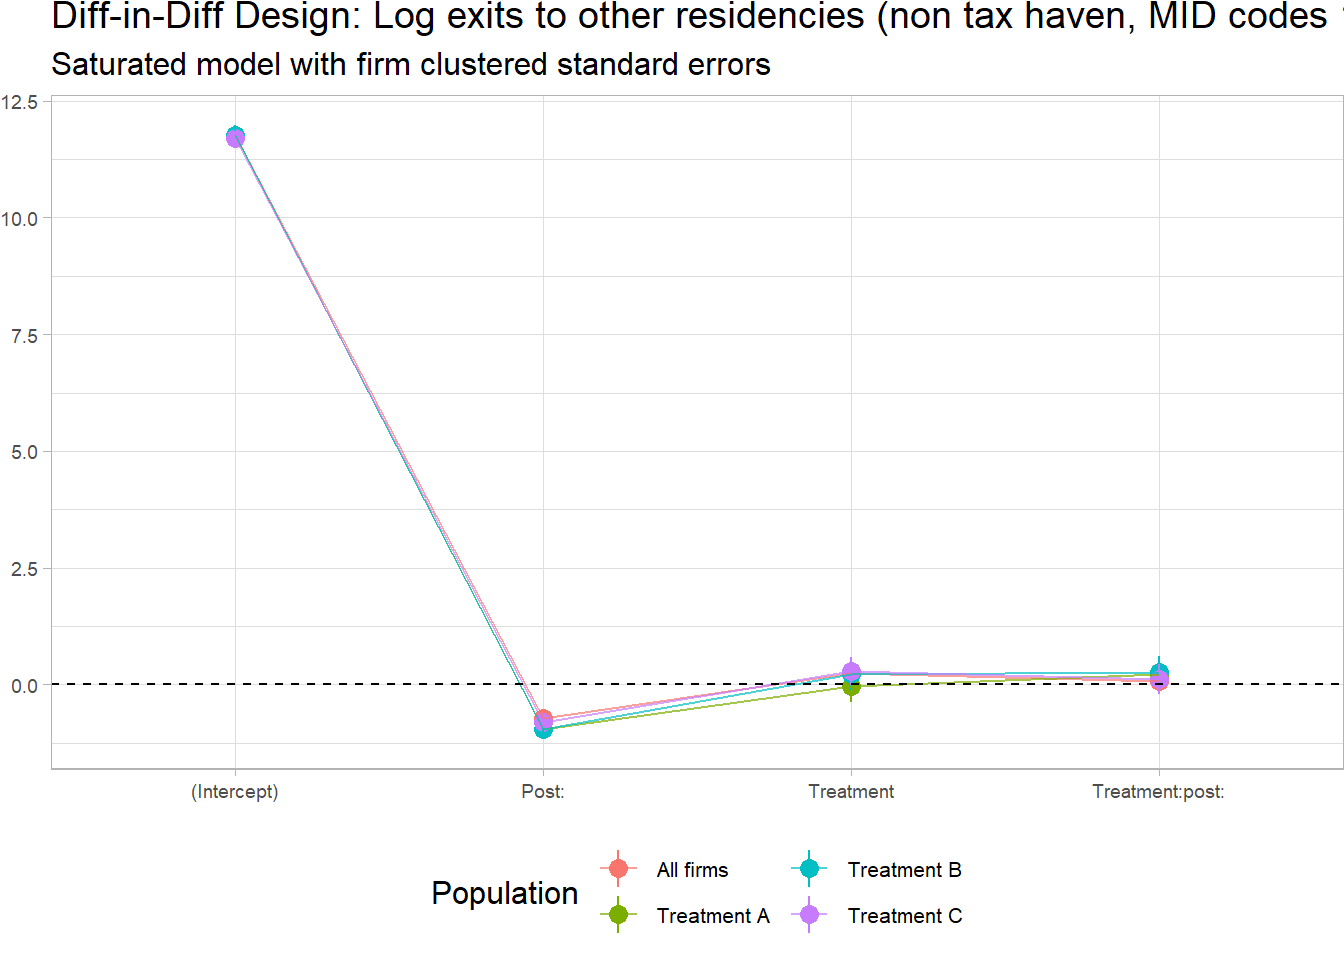 Diff-in-Diff Design: Log exits to other residencies (non tax haven, MID codes
Saturated model with firm clustered standard errors
12.5
10.0
7.5
5.0
2.5
0.0
(Intercept) Post: Treatment Treatment:post:
Population
All firms Treatment B
Treatment A Treatment C